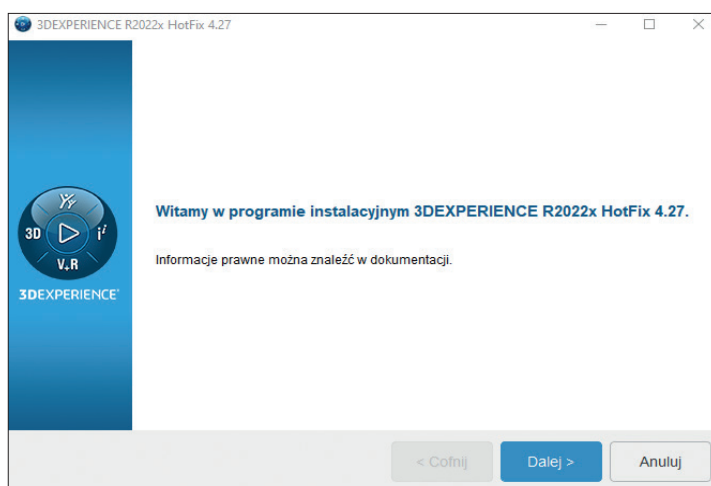 3DEXPERIENCE R2022x HotFix 4.27
Witamy w programie instalacyjnym 3DEXPERIENCE R2022x HotFix 4.27.
Informacje prawne można znaleźć w dokumentacji.
3D
i²
V₊R
3DEXPERIENCE
< Cofnij
Dalej >
Anuluj